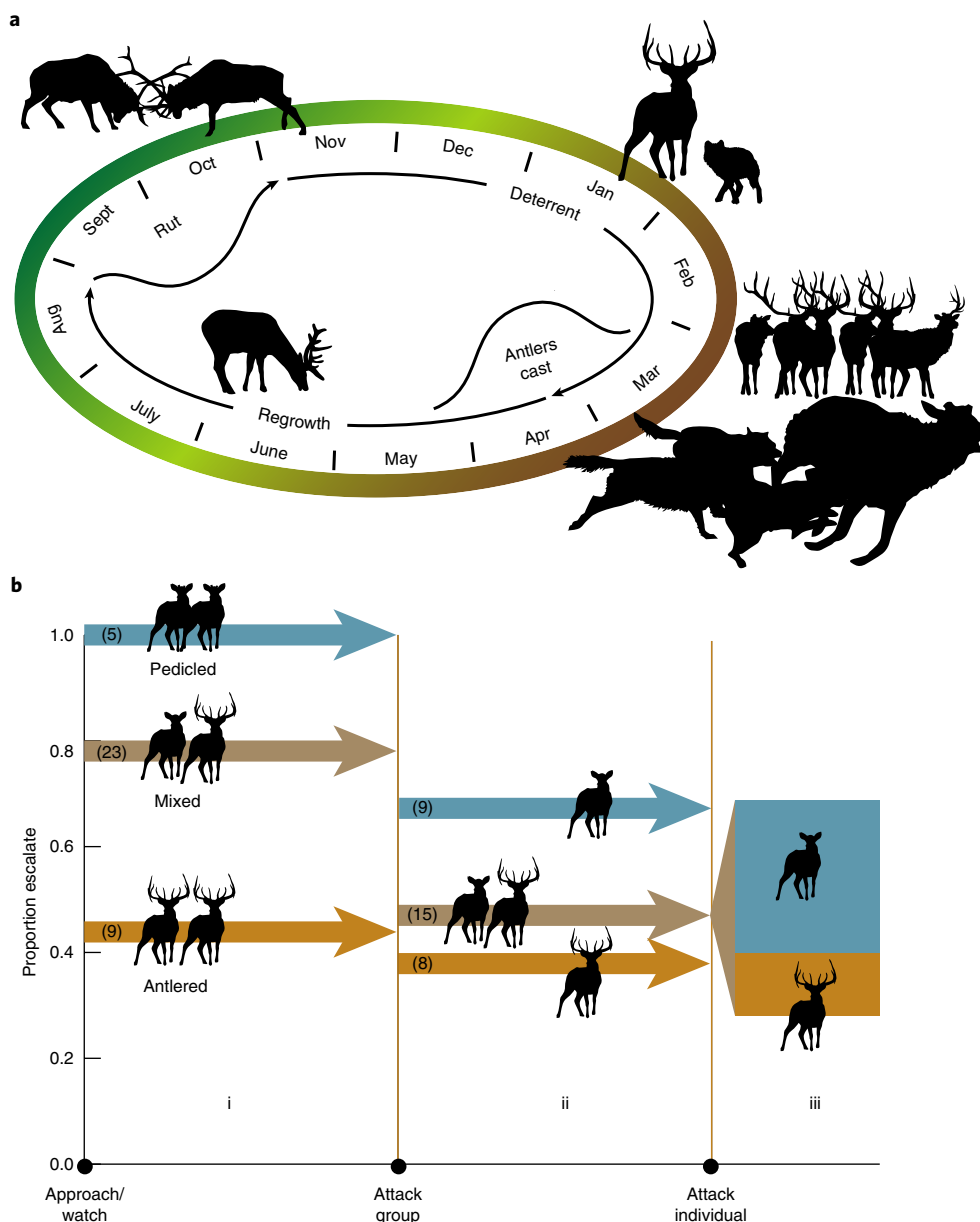 a
Nov
Dec
Oct
Jan
Sept
Rut
Deterrent
Feb
Aug
Antlers
cast
Mar
Regrowth
July
Apr
June
May
b
1.0
(5)
Pedicled
0.8
(23)
Mixed
(9)
0.6
Proportion escalate
(15)
(9)
0.4
(8)
Antlered
0.2
i
ii
iii
0.0
Approach/
watch
Attack
group
Attack
individual